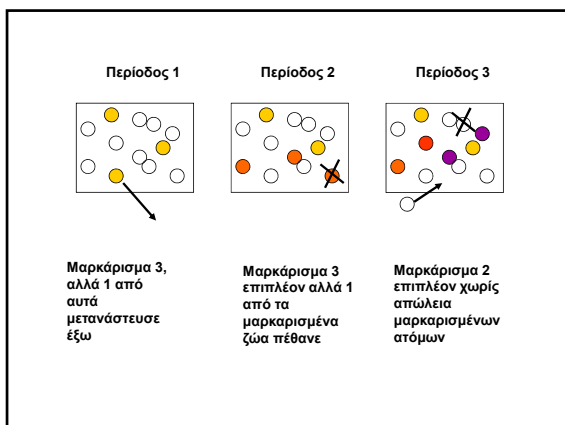 Περίοδος 1
Περίοδος 2
Περίοδος 3
Μαρκάρισμα 3,
αλλά 1 από
αυτά
μετανάστευσε
έξω
Μαρκάρισμα 3
επιπλέον αλλά 1
από τα
μαρκαρισμένα
ζώα πέθανε
Μαρκάρισμα 2
επιπλέον χωρίς
απώλεια
μαρκαρισμένων
ατόμων